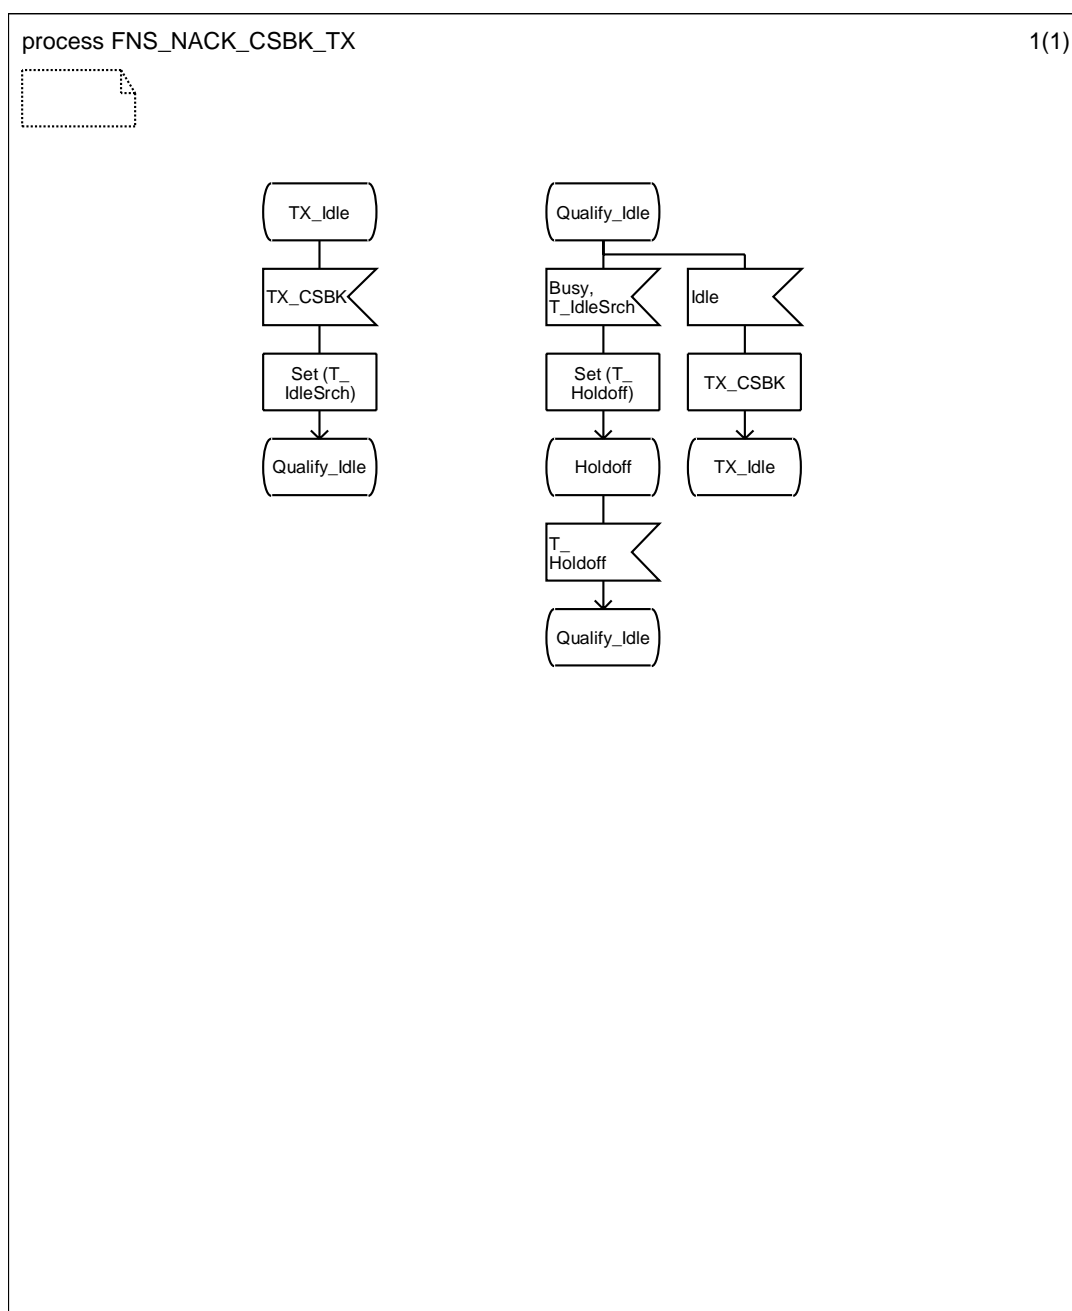 process FNS_NACK_CSBK_TX
1(1)
TX_Idle
TX_CSBK
Set (T_
IdleSrch)
Qualify_Idle
Qualify_Idle
Busy,
T_IdleSrch
Set (T_
Holdoff)
Holdoff
T_
Holdoff
Qualify_Idle
Idle
TX_CSBK
TX_Idle